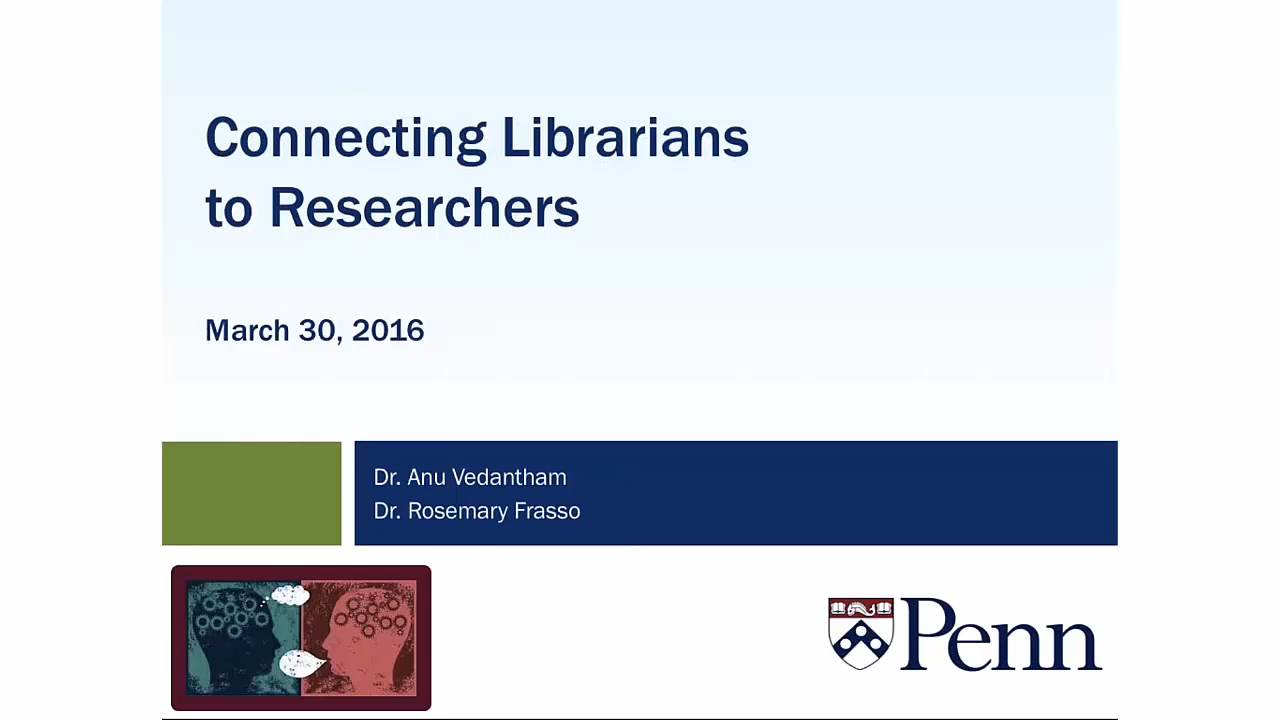 Connecting Librarians
to Researchers
March 30, 2016
Dr. Anu Vedantham
Dr. Rosemary Frasso
Penn